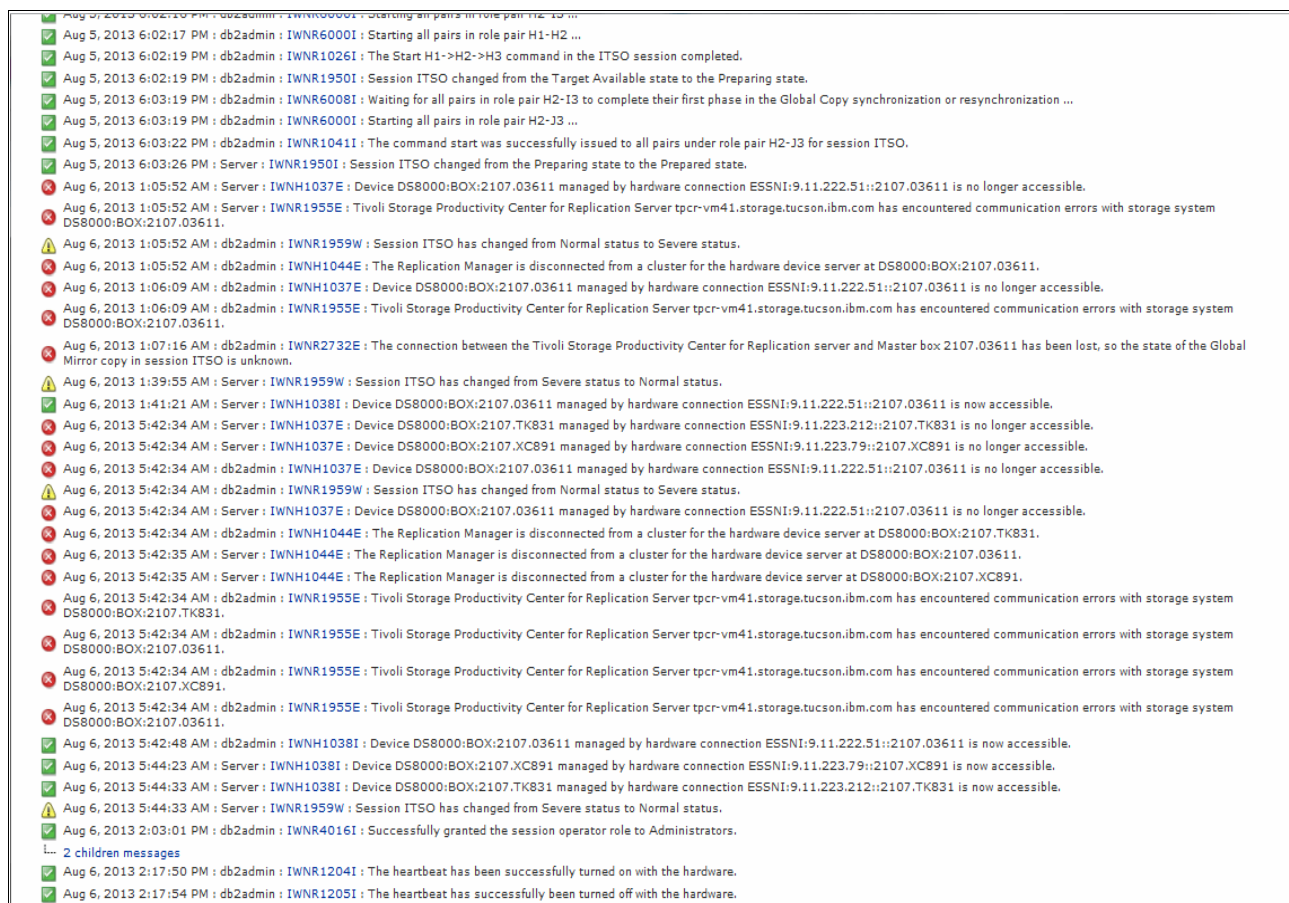 Aug 5, 2013 6:02:16 PM : db2admin : IWNR6000I : Starting all pairs in role pair H2-I3 ...
Aug 5, 2013 6:02:17 PM : db2admin : IWNR6000I : Starting all pairs in role pair H1-H2 ...
Aug 5, 2013 6:02:19 PM : db2admin : IWNR1026I : The Start H1->H2->H3 command in the ITSO session completed.
Aug 5, 2013 6:02:19 PM : db2admin : IWNR1950I : Session ITSO changed from the Target Available state to the Preparing state.
Aug 5, 2013 6:03:19 PM : db2admin : IWNR6008I : Waiting for all pairs in role pair H2-I3 to complete their first phase in the Global Copy synchronization or resynchronization ...
Aug 5, 2013 6:03:19 PM : db2admin : IWNR6000I : Starting all pairs in role pair H2-J3 ...
Aug 5, 2013 6:03:22 PM : db2admin : IWNR1041I : The command start was successfully issued to all pairs under role pair H2-J3 for session ITSO.
Aug 5, 2013 6:03:26 PM : Server : IWNR1950I : Session ITSO changed from the Preparing state to the Prepared state.
Aug 6, 2013 1:05:52 AM : Server : IWNH1037E : Device DS8000:BOX:2107.03611 managed by hardware connection ESSNI:9.11.222.51::2107.03611 is no longer accessible.
Aug 6, 2013 1:05:52 AM : Server : IWNR1955E : Tivoli Storage Productivity Center for Replication Server tpcr-vm41.storage.tucson.ibm.com has encountered communication errors with storage system
DS8000:BOX:2107.03611.
Aug 6, 2013 1:05:52 AM : db2admin : IWNR1959W : Session ITSO has changed from Normal status to Severe status.
Aug 6, 2013 1:05:52 AM : db2admin : IWNH1044E : The Replication Manager is disconnected from a cluster for the hardware device server at DS8000:BOX:2107.03611.
Aug 6, 2013 1:06:09 AM : db2admin : IWNH1037E : Device DS8000:BOX:2107.03611 managed by hardware connection ESSNI:9.11.222.51::2107.03611 is no longer accessible.
Aug 6, 2013 1:06:09 AM : db2admin : IWNR1955E : Tivoli Storage Productivity Center for Replication Server tpcr-vm41.storage.tucson.ibm.com has encountered communication errors with storage system
DS8000:BOX:2107.03611.
Aug 6, 2013 1:07:16 AM : db2admin : IWNR2732E : The connection between the Tivoli Storage Productivity Center for Replication server and Master box 2107.03611 has been lost, so the state of the Global
Mirror copy in session ITSO is unknown.
Aug 6, 2013 1:39:55 AM : Server : IWNR1959W : Session ITSO has changed from Severe status to Normal status.
Aug 6, 2013 1:41:21 AM : Server : IWNH1038I : Device DS8000:BOX:2107.03611 managed by hardware connection ESSNI:9.11.222.51::2107.03611 is now accessible.
Aug 6, 2013 5:42:34 AM : db2admin : IWNH1037E : Device DS8000:BOX:2107.TK831 managed by hardware connection ESSNI:9.11.223.212::2107.TK831 is no longer accessible.
Aug 6, 2013 5:42:34 AM : Server : IWNH1037E : Device DS8000:BOX:2107.XC891 managed by hardware connection ESSNI:9.11.223.79::2107.XC891 is no longer accessible.
Aug 6, 2013 5:42:34 AM : db2admin : IWNH1037E : Device DS8000:BOX:2107.03611 managed by hardware connection ESSNI:9.11.222.51::2107.03611 is no longer accessible.
Aug 6, 2013 5:42:34 AM : db2admin : IWNR1959W : Session ITSO has changed from Normal status to Severe status.
Aug 6, 2013 5:42:34 AM : Server : IWNH1037E : Device DS8000:BOX:2107.03611 managed by hardware connection ESSNI:9.11.222.51::2107.03611 is no longer accessible.
Aug 6, 2013 5:42:34 AM : db2admin : IWNH1044E : The Replication Manager is disconnected from a cluster for the hardware device server at DS8000:BOX:2107.TK831.
Aug 6, 2013 5:42:35 AM : Server : IWNH1044E : The Replication Manager is disconnected from a cluster for the hardware device server at DS8000:BOX:2107.03611.
Aug 6, 2013 5:42:35 AM : Server : IWNH1044E : The Replication Manager is disconnected from a cluster for the hardware device server at DS8000:BOX:2107.XC891.
Aug 6, 2013 5:42:34 AM : db2admin : IWNR1955E : Tivoli Storage Productivity Center for Replication Server tpcr-vm41.storage.tucson.ibm.com has encountered communication errors with storage system
DS8000:BOX:2107.TK831.
Aug 6, 2013 5:42:34 AM : db2admin : IWNR1955E : Tivoli Storage Productivity Center for Replication Server tpcr-vm41.storage.tucson.ibm.com has encountered communication errors with storage system
DS8000:BOX:2107.03611.
Aug 6, 2013 5:42:34 AM : db2admin : IWNR1955E : Tivoli Storage Productivity Center for Replication Server tpcr-vm41.storage.tucson.ibm.com has encountered communication errors with storage system
DS8000:BOX:2107.XC891.
Aug 6, 2013 5:42:34 AM : db2admin : IWNR1955E : Tivoli Storage Productivity Center for Replication Server tpcr-vm41.storage.tucson.ibm.com has encountered communication errors with storage system
DS8000:BOX:2107.03611.
Aug 6, 2013 5:42:48 AM : db2admin : IWNH1038I : Device DS8000:BOX:2107.03611 managed by hardware connection ESSNI:9.11.222.51::2107.03611 is now accessible.
Aug 6, 2013 5:44:23 AM : Server : IWNH1038I : Device DS8000:BOX:2107.XC891 managed by hardware connection ESSNI:9.11.223.79::2107.XC891 is now accessible.
Aug 6, 2013 5:44:33 AM : Server : IWNH1038I : Device DS8000:BOX:2107.TK831 managed by hardware connection ESSNI:9.11.223.212::2107.TK831 is now accessible.
Aug 6, 2013 5:44:33 AM : Server : IWNR1959W : Session ITSO has changed from Severe status to Normal status.
Aug 6, 2013 2:03:01 PM : db2admin : IWNR4016I : Successfully granted the session operator role to Administrators.
2 children messages
Aug 6, 2013 2:17:50 PM : db2admin : IWNR1204I : The heartbeat has been successfully turned on with the hardware.
Aug 6, 2013 2:17:54 PM : db2admin : IWNR1205I : The heartbeat has successfully been turned off with the hardware.